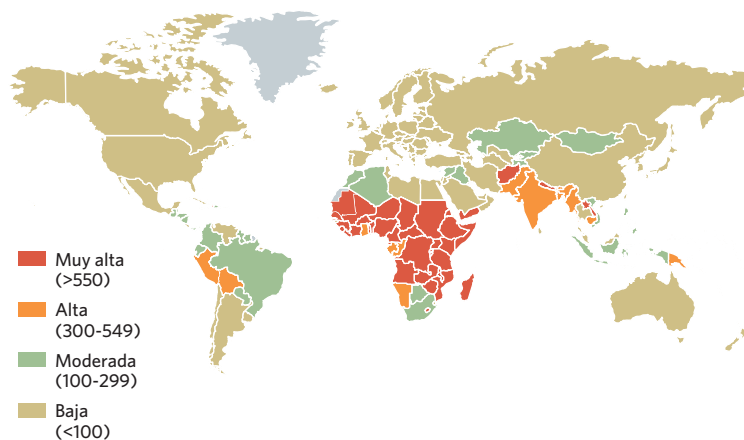 Muy alta
(>550)
Alta
(300-549)
Moderada
(100-299)
Baja
(<100)